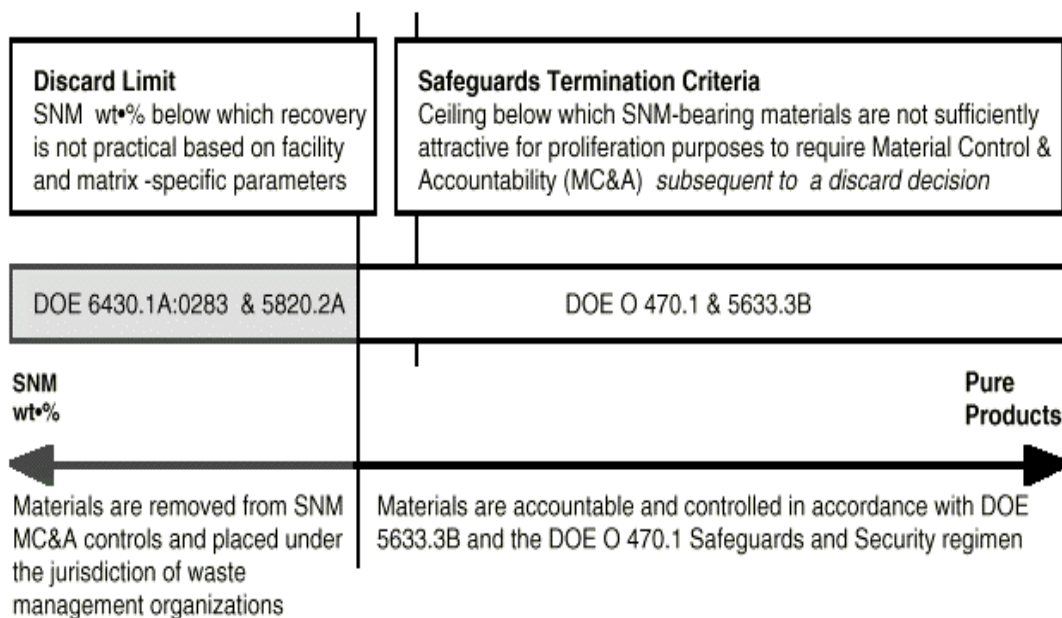 Discard Limit
SNM wt•% below which recovery
is not practical based on facility
and matrix -specific parameters
Safeguards Termination Criteria
Ceiling below which SNM-bearing materials are not sufficiently
attractive for proliferation purposes to require Material Control &
Accountability (MC&A) subsequent to a discard decision
DOE 6430.1A:0283 & 5820.2A
DOE O 470.1 & 5633.3B
SNM
wt•%
Pure
Products
Materials are removed from SNM
MC&A controls and placed under
the jurisdiction of waste
management organizations
Materials are accountable and controlled in accordance with DOE
5633.3B and the DOE O 470.1 Safeguards and Security regimen